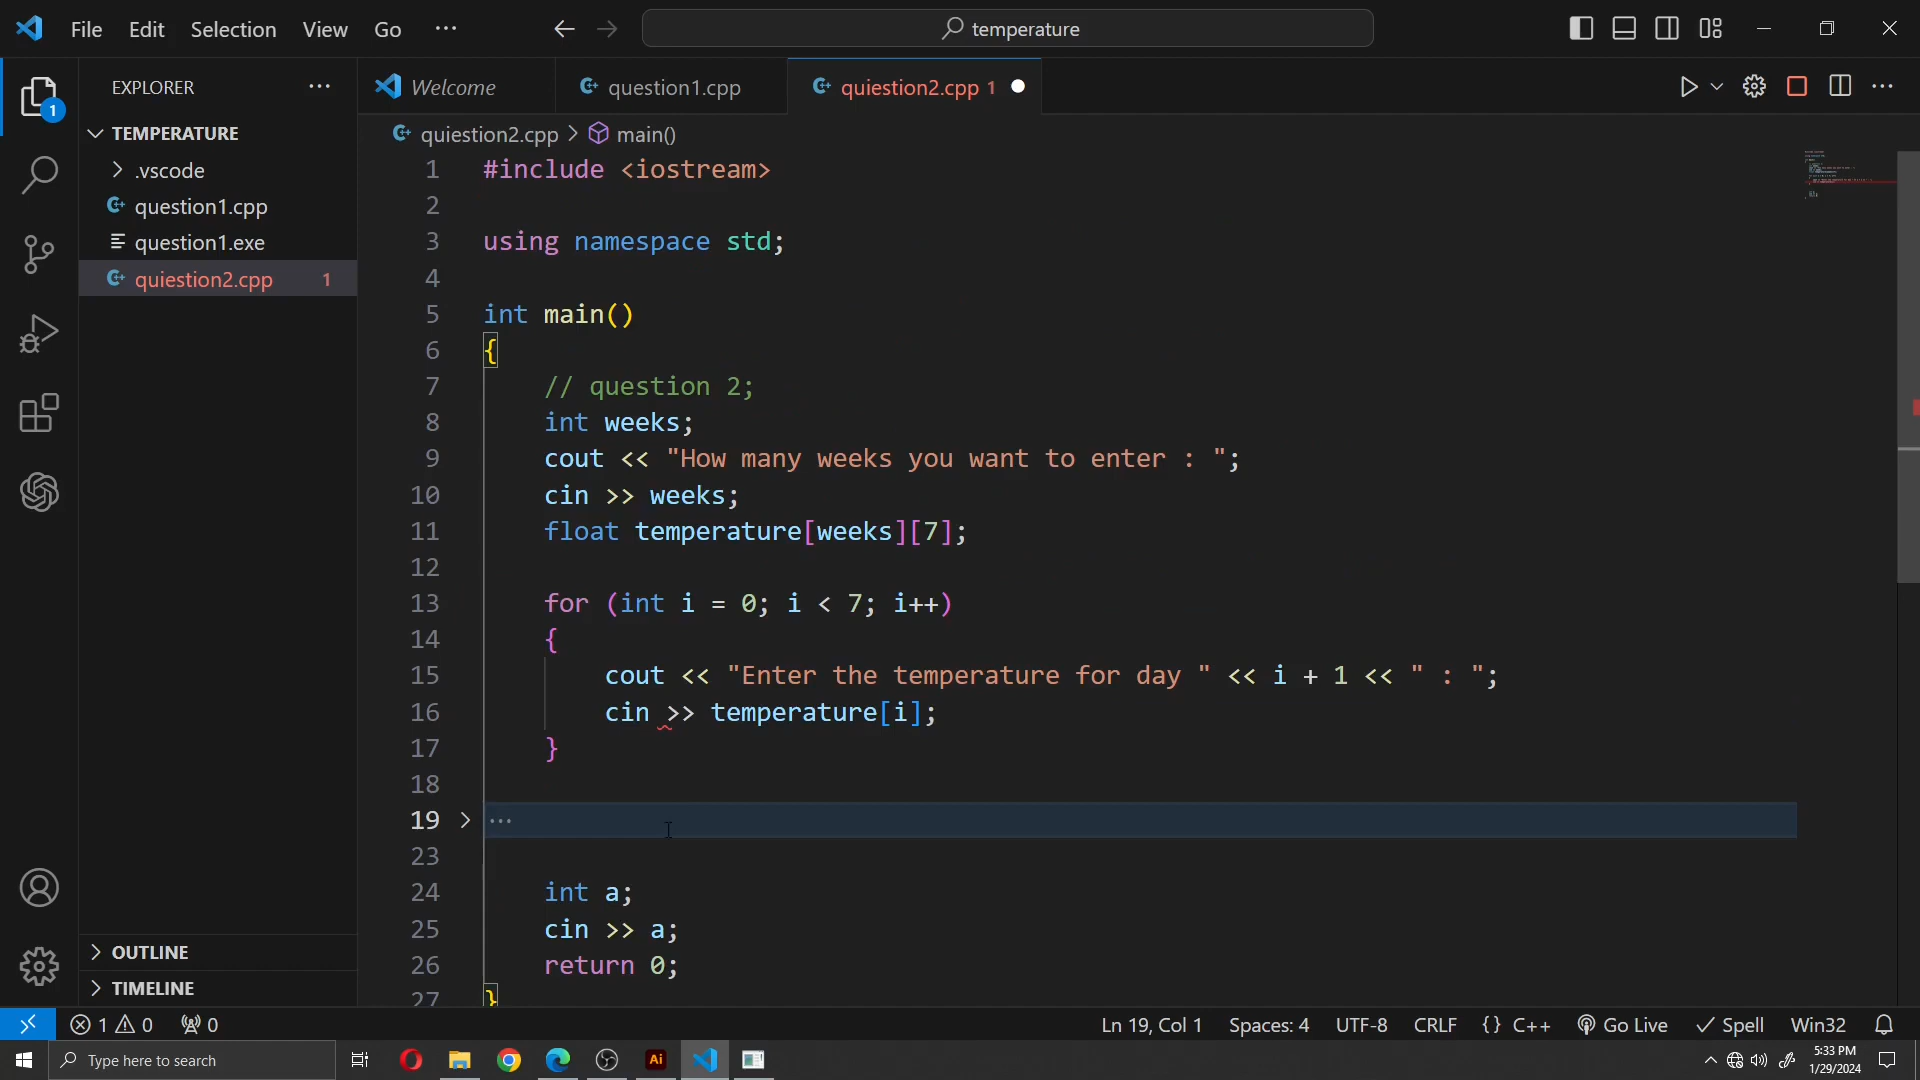 File Edit Selection View Go ··· temperature
EXPLORER ···
TEMPERATURE
.vscode
question1.cpp
question1.exe
quiestion2.cpp 1
1
OUTLINE
TIMELINE
Welcome question1.cpp quiestion2.cpp 1
quiestion2.cpp > main()
1 #include <iostream>
2
3 using namespace std;
4
5 int main()
6 {
7 // question 2;
8 int weeks;
9 cout << "How many weeks you want to enter : ";
10 cin >> weeks;
11 float temperature[weeks][7];
12
13 for (int i = 0; i < 7; i++)
14 {
15 cout << "Enter the temperature for day " << i + 1 << " : ";
16 cin >> temperature[i];
17 }
18
19 > ···
23
24 int a;
25 cin >> a;
26 return 0;
27 }
1 0 0 Ln 19, Col 1 Spaces: 4 UTF-8 CRLF {} C++ Go Live Spell Win32
Type here to search Ai 5:33 PM
1/29/2024